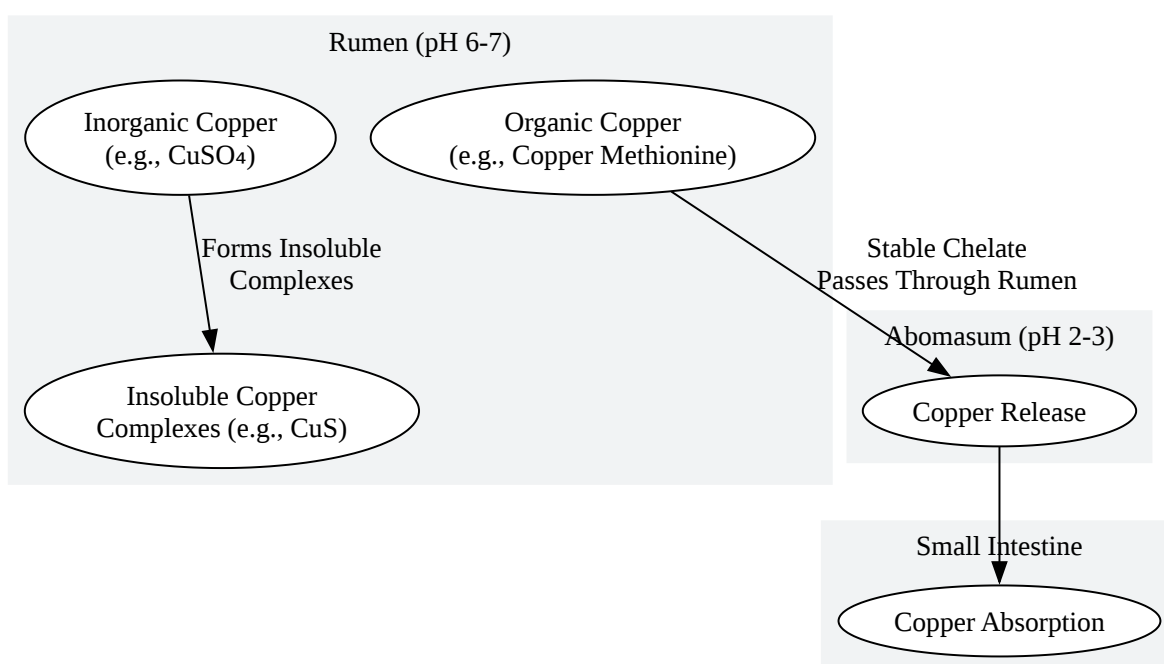 Rumen (pH 6-7)
Inorganic Copper
(e.g., CuSO₄)
Organic Copper
(e.g., Copper Methionine)
Forms Insoluble
Complexes
Stable Chelate
Passes Through Rumen
Abomasum (pH 2-3)
Insoluble Copper
Complexes (e.g., CuS)
Copper Release
Small Intestine
Copper Absorption